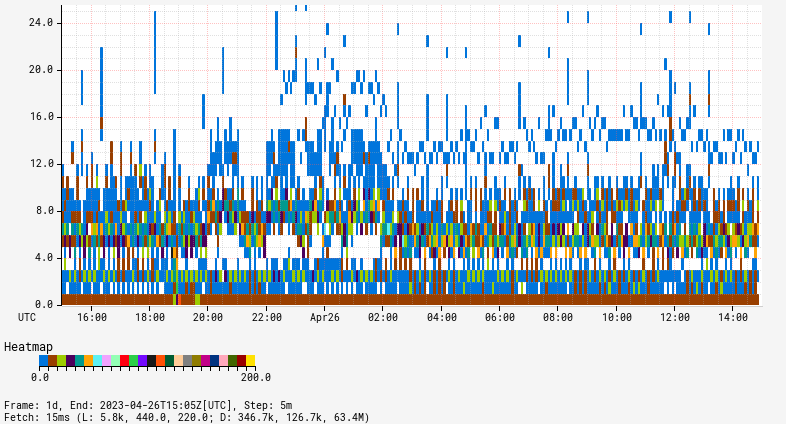 24.0
20.0
16.0
12.0
8.0
4.0
0.0
UTC 16:00 18:00 20:00 22:00 Apr26 02:00 04:00 06:00 08:00 10:00 12:00 14:00
Heatmap
0.0 200.0
Frame: 1d, End: 2023-04-26T15:05Z[UTC], Step: 5m
Fetch: 15ms (L: 5.8k, 440.0, 220.0; D: 346.7k, 126.7k, 63.4M)